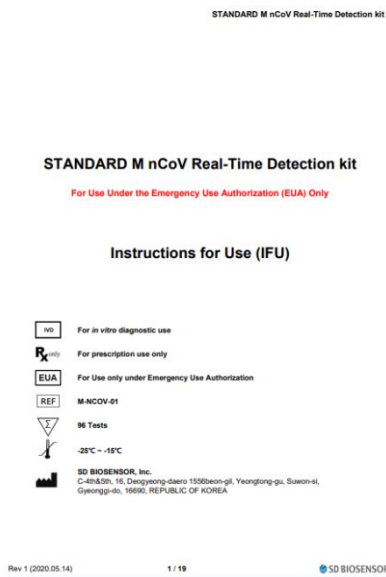 STANDARD M nCoV Real-Time Detection kit
STANDARD M nCoV Real-Time Detection kit
For Use Under the Emergency Use Authorization (EUA) Only
Instructions for Use (IFU)
IVD For in vitro diagnostic use
Rx only For prescription use only
EUA For Use only under Emergency Use Authorization
REF M-NCOV-01
Σ 96 Tests
-25℃ ~ -15℃
SD BIOSENSOR, Inc.
C-4th&5th, 16, Deogyeong-daero 1556beon-gil, Yeongtong-gu, Suwon-si,
Gyeonggi-do, 16690, REPUBLIC OF KOREA
Rev 1 (2020.05.14) 1 / 19 SD BIOSENSOR